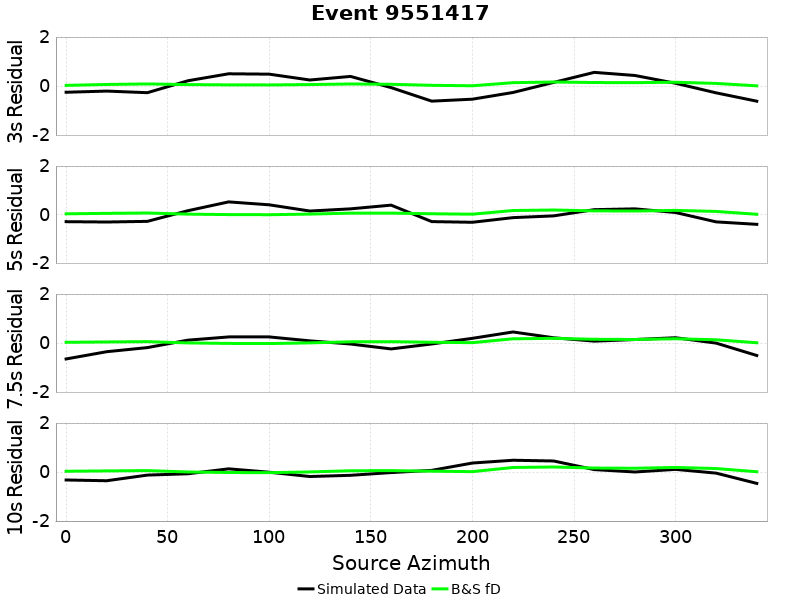 Event 9551417
3s Residual
2
0
-2
5s Residual
2
0
-2
7.5s Residual
2
0
-2
10s Residual
2
0
-2
0 50 100 150 200 250 300
Source Azimuth
Simulated Data B&S fD